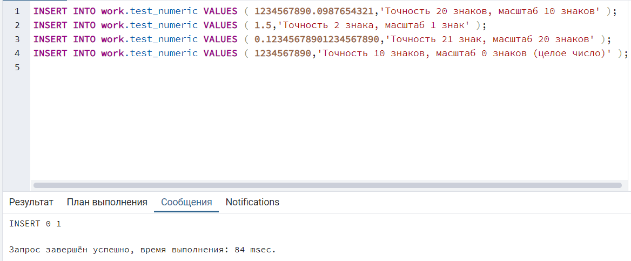 1 INSERT INTO work.test_numeric VALUES ( 1234567890.0987654321,'Точность 20 знаков, масштаб 10 знаков' );
2 INSERT INTO work.test_numeric VALUES ( 1.5,'Точность 2 знака, масштаб 1 знак' );
3 INSERT INTO work.test_numeric VALUES ( 0.12345678901234567890,'Точность 21 знак, масштаб 20 знаков' );
4 INSERT INTO work.test_numeric VALUES ( 1234567890,'Точность 10 знаков, масштаб 0 знаков (целое число)' );
5
Результат План выполнения Сообщения Notifications
INSERT 0 1
Запрос завершён успешно, время выполнения: 84 msec.